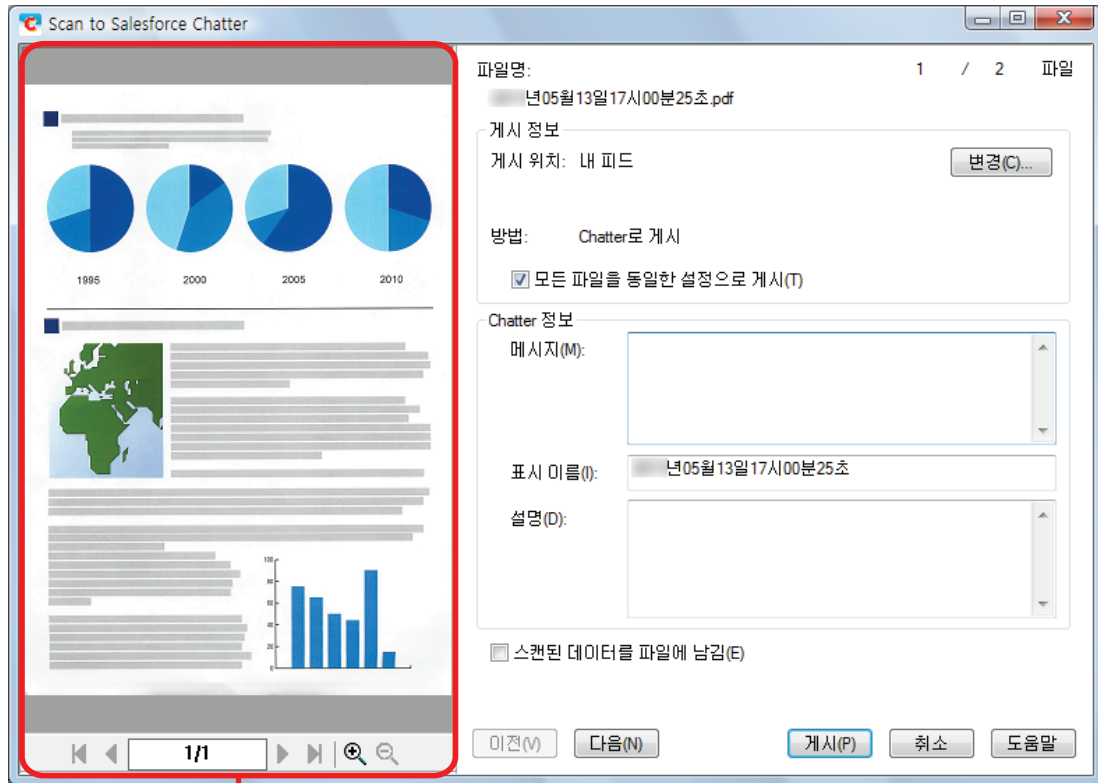 Scan to Salesforce Chatter
1995 2000 2005 2010
100
80
60
40
20
0
1/1
파일명: 1 / 2 파일
년05월13일17시00분25초.pdf
게시 정보
게시 위치: 내 피드 변경(C)...
방법: Chatter로 게시
모든 파일을 동일한 설정으로 게시(T)
Chatter 정보
메시지(M):
표시 이름(I): 년05월13일17시00분25초
설명(D):
스캔된 데이터를 파일에 남김(E)
이전(V) 다음(N) 게시(P) 취소 도움말